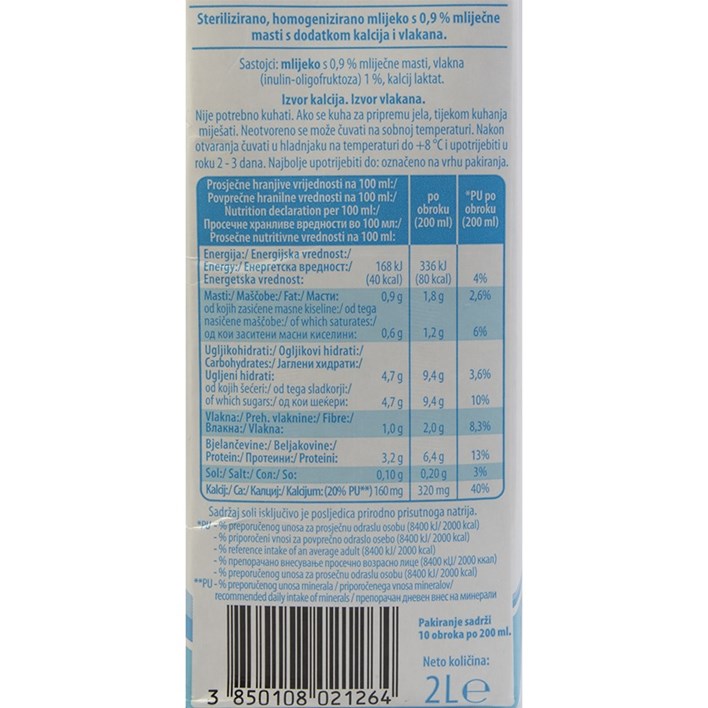 Sterilizirano, homogenizirano mlijeko s 0,9 % mliječne
masti s dodatkom kalcija i vlakana.
Sastojci: mlijeko s 0,9 % mliječne masti, vlakna
(inulin-oligofruktoza) 1 %, kalcij laktat.
Izvor kalcija. Izvor vlakana.
Nije potrebno kuhati. Ako se kuha za pripremu jela, tijekom kuhanja
miješati. Neotvoreno se može čuvati na sobnoj temperaturi. Nakon
otvaranja čuvati u hladnjaku na temperaturi do +8 °C i upotrijebiti u
roku 2 - 3 dana. Najbolje upotrijebiti do: označeno na vrhu pakiranja.
Prosječne hranjive vrijednosti na 100 ml:/
Povprečne hranilne vrednosti na 100 ml:/
Nutrition declaration per 100 ml:/
Просечне хранљиве вредности во 100 мл:/
Prosečne nutritivne vrednosti na 100 ml:
po
obroku
(200 ml)
*PU po
obroku
(200 ml)
Energija:/ Energijska vrednost:/
Energy:/ Енергетска вредност:/ 168 kJ 336 kJ
Energetska vrednost: (40 kcal) (80 kcal) 4%
Masti:/ Maščobe:/ Fat:/ Масти: 0,9 g 1,8 g 2,6%
od kojih zasićene masne kiseline:/ od tega
nasičene maščobe:/ of which saturates:/
од кои заситени масни киселини: 0,6 g 1,2 g 6%
Ugljikohidrati:/ Ogljikovi hidrati:/
Carbohydrates:/ Јаглени хидрати:/
Ugljeni hidrati: 4,7 g 9,4 g 3,6%
od kojih šećeri:/ od tega sladkorji:/
of which sugars:/ од кои шеќери: 4,7 g 9,4 g 10%
Vlakna:/ Preh. vlaknine:/ Fibre:/
Влакна:/ Vlakna: 1,0 g 2,0 g 8,3%
Bjelančevine:/ Beljakovine:/
Protein:/ Протеини:/ Proteini: 3,2 g 6,4 g 13%
Sol:/ Salt:/ Сол:/ So: 0,10 g 0,20 g 3%
Kalcij:/ Ca:/ Калциј:/ Kalcijum: (20% PU**) 160 mg 320 mg 40%
Sadržaj soli isključivo je posljedica prirodno prisutnoga natrija.
*PU - % preporučenog unosa za prosječnu odraslu osobu (8400 kJ/ 2000 kcal)
- % priporočeni vnosi za povprečno odraslo osebo (8400 kJ/ 2000 kcal)
- % reference intake of an average adult (8400 kJ/ 2000 kcal)
- % препорачано внесување просечно возрасно лице (8400 кЏ/ 2000 ккал)
- % preporučenog unosa za prosečnu odraslu osobu (8400 kJ/ 2000 kcal)
**PU - % preporučenog unosa minerala / priporočenega vnosa mineralov/
recommended daily intake of minerals / препорачан дневен внес на минерали
Pakiranje sadrži
10 obroka po 200 ml.
Neto količina:
2L ℮
3 850108 021264